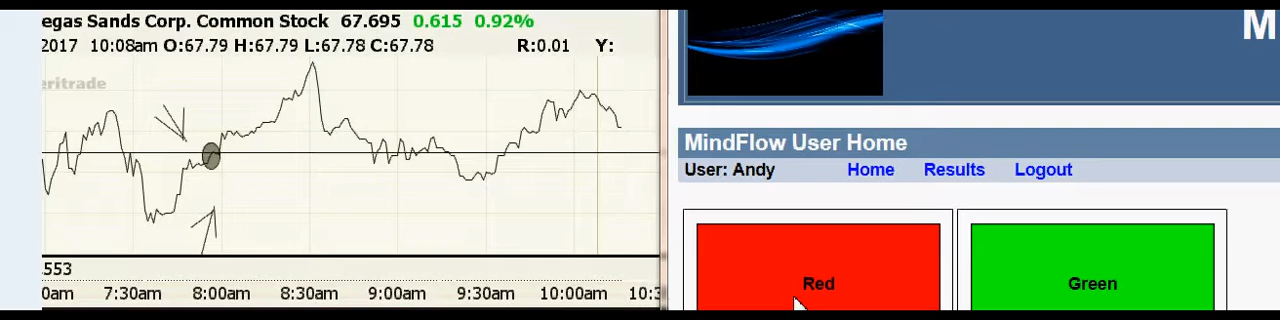 egas Sands Corp. Common Stock 67.695 0.615 0.92%
2017 10:08am O:67.79 H:67.79 L:67.78 C:67.78 R:0.01 Y:
eritrade
.553
0am 7:30am 8:00am 8:30am 9:00am 9:30am 10:00am 10:3
M
MindFlow User Home
User: Andy Home Results Logout
Red Green